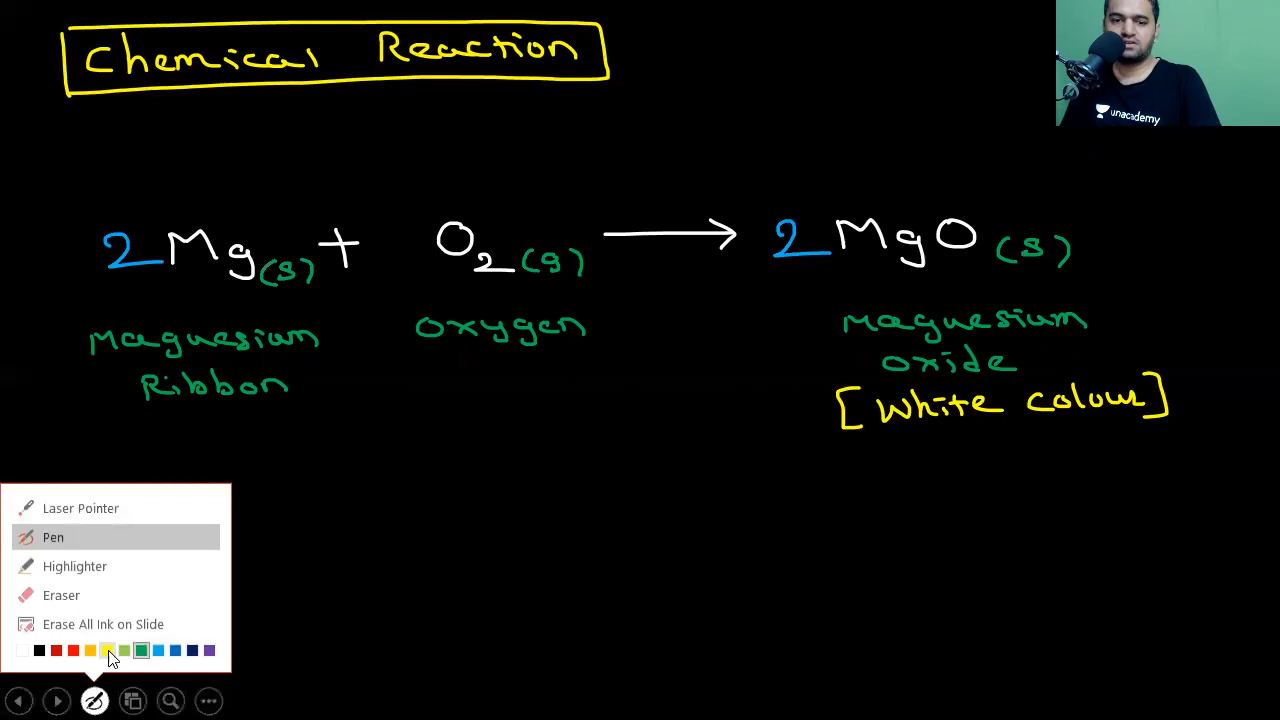 Chemical Reaction
unacademy
2Mg(s) + O2(g) → 2MgO(s)
Magnesium
Ribbon
Oxygen
Magnesium
oxide
[White colour]
Laser Pointer
Pen
Highlighter
Eraser
Erase All Ink on Slide